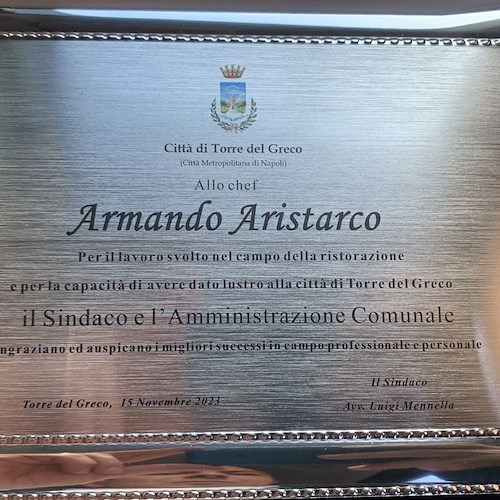 Città di Torre del Greco
(Città Metropolitana di Napoli)
Allo chef
Armando Aristarco
Per il lavoro svolto nel campo della ristorazione
e per la capacità di avere dato lustro alla città di Torre del Greco
il Sindaco e l'Amministrazione Comunale
ngraziano ed auspicano i migliori successi in campo professionale e personale
Il Sindaco
Torre del Greco, 15 Novembre 2023
Avv. Luigi Mennella